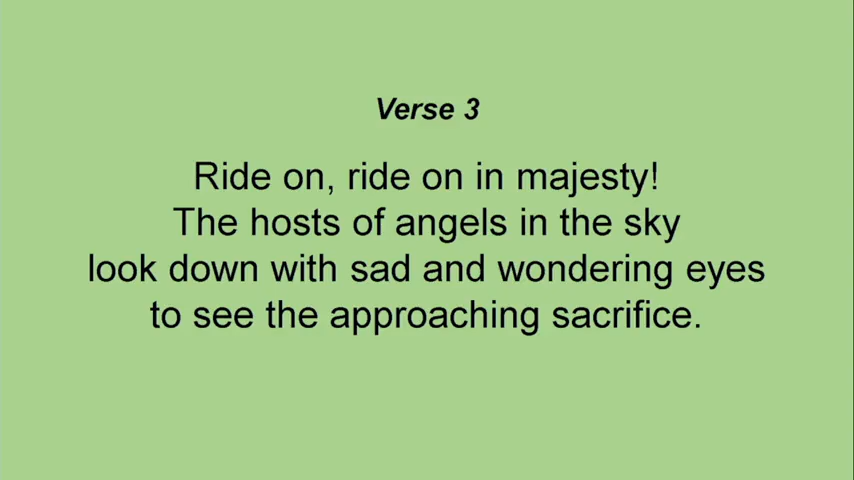 Verse 3
Ride on, ride on in majesty!
The hosts of angels in the sky
look down with sad and wondering eyes
to see the approaching sacrifice.